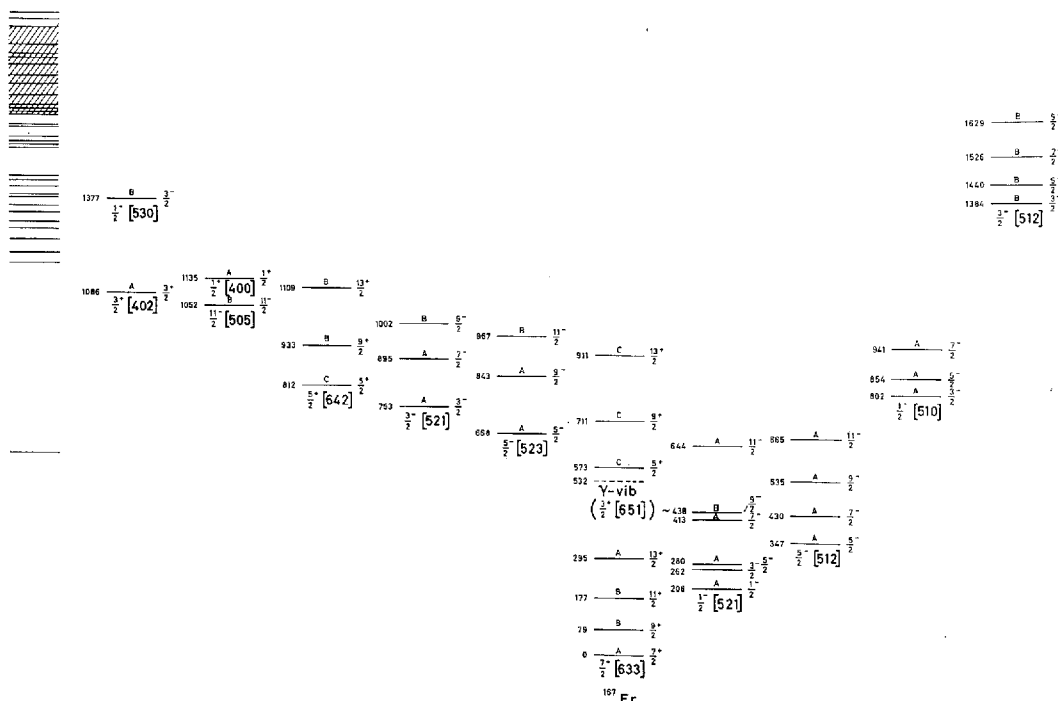 1629 B 5/2
1526 B 7/2
1440 B 5/2
1384 B 3/2
3/2⁻ [512]
1377 B 3/2⁻
1/2⁻ [530]
1086 A 3/2⁺
3/2⁺ [402]
1135 A 1/2⁺
1/2⁺ [400]
1052 B 11/2⁻
11/2⁻ [505]
1109 B 13/2⁺
933 B 9/2⁺
812 C 5/2⁺
5/2⁺ [642]
1002 B
895 A 7/2⁻
753 A 3/2⁻
3/2⁻ [521]
967 B 11/2⁻
843 A 9/2⁻
668 A 5/2⁻
5/2⁻ [523]
911 C 13/2⁺
711 C 9/2⁺
573 C 5/2⁺
532
γ-vib
(3/2⁺ [651]) ~
295 A 13/2⁺
177 B 11/2⁺
79 B 9/2⁺
0 A 7/2⁺
7/2⁻ [633]
644 A 11/2⁻
438 B 9/2⁻
413 A 7/2⁻
280 A 5/2⁻
262 3/2⁻
208 A 1/2⁻
1/2⁻ [521]
665 A 11/2⁻
535 A 9/2⁻
430 A 7/2⁻
347 A 5/2⁻
5/2⁻ [512]
941 A 7/2⁻
854 A 5/2⁻
802 A 3/2⁻
1/2⁻ [510]
¹⁶⁷Er